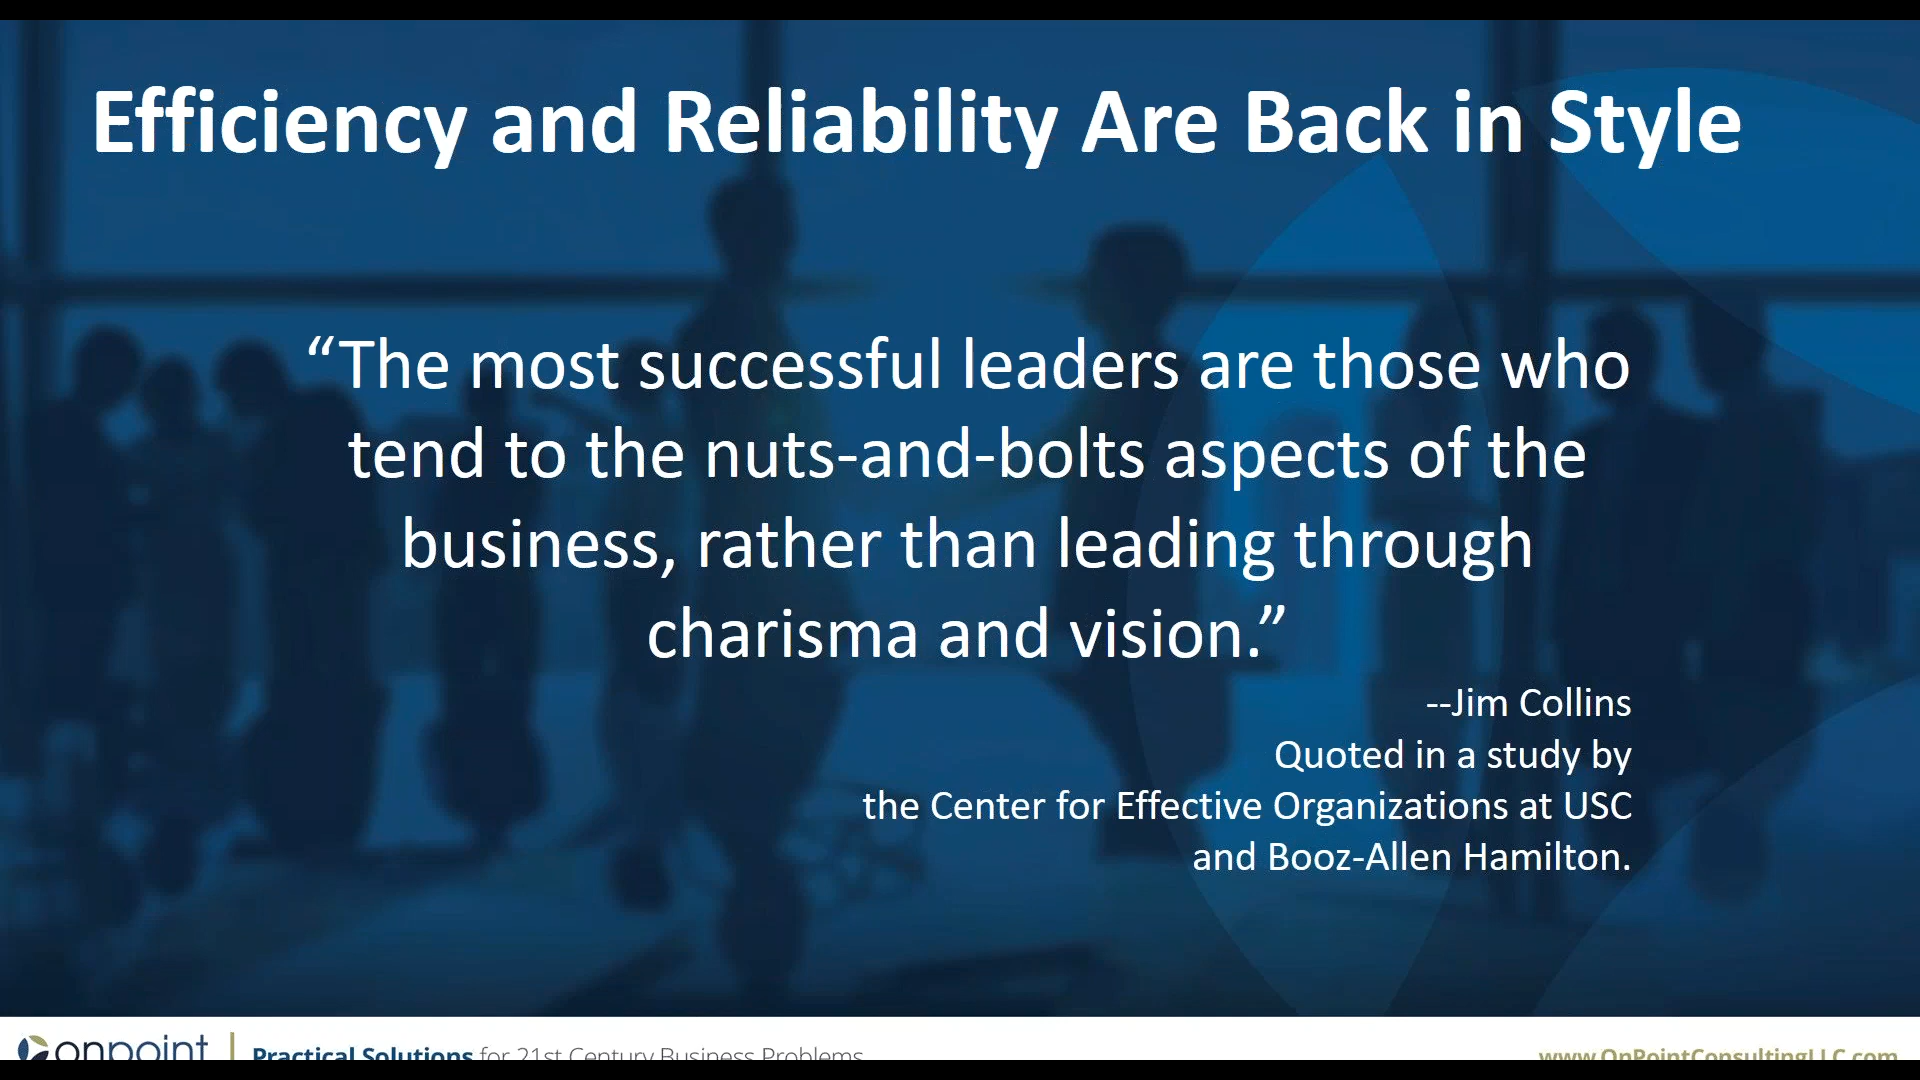 Efficiency and Reliability Are Back in Style
“The most successful leaders are those who
tend to the nuts-and-bolts aspects of the
business, rather than leading through
charisma and vision.”
--Jim Collins
Quoted in a study by
the Center for Effective Organizations at USC
and Booz-Allen Hamilton.
onpoint
Practical Solutions for 21st Century Business Problems
www.OnPointConsultingLLC.com